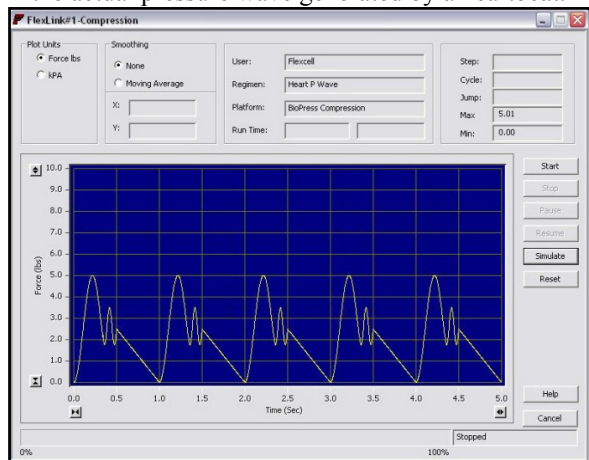 in the actual pressure wave generated by a heartbeat.
FlexLink#1-Compression
Plot Units
Force lbs
kPA
Smoothing
None
Moving Average
X:
Y:
User: Flexcell
Regimen: Heart P Wave
Platform: BioPress Compression
Run Time:
Step:
Cycle:
Jump:
Max 5.01
Min: 0.00
10.0
9.0
8.0
7.0
6.0
5.0
4.0
3.0
2.0
1.0
0.0
Force (lbs)
0.0 0.5 1.0 1.5 2.0 2.5 3.0 3.5 4.0 4.5 5.0
Time (Sec)
Start
Stop
Pause
Resume
Simulate
Reset
Help
Cancel
Stopped
0% 100%